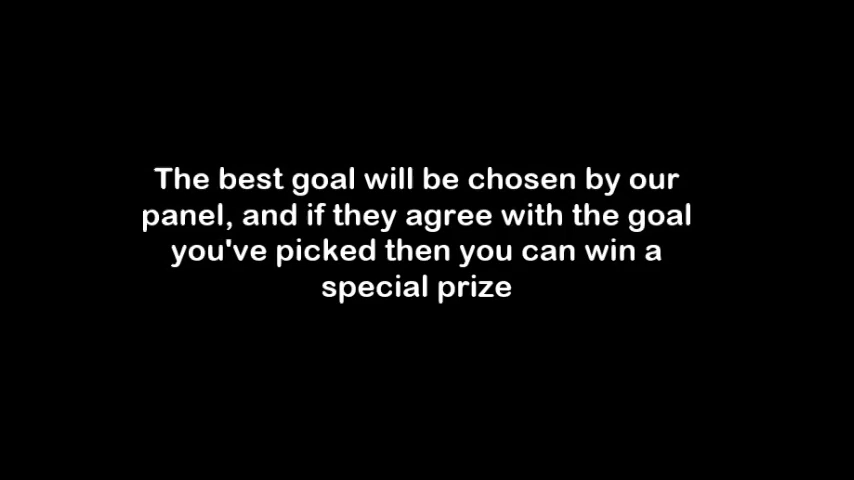 The best goal will be chosen by our
panel, and if they agree with the goal
you've picked then you can win a
special prize